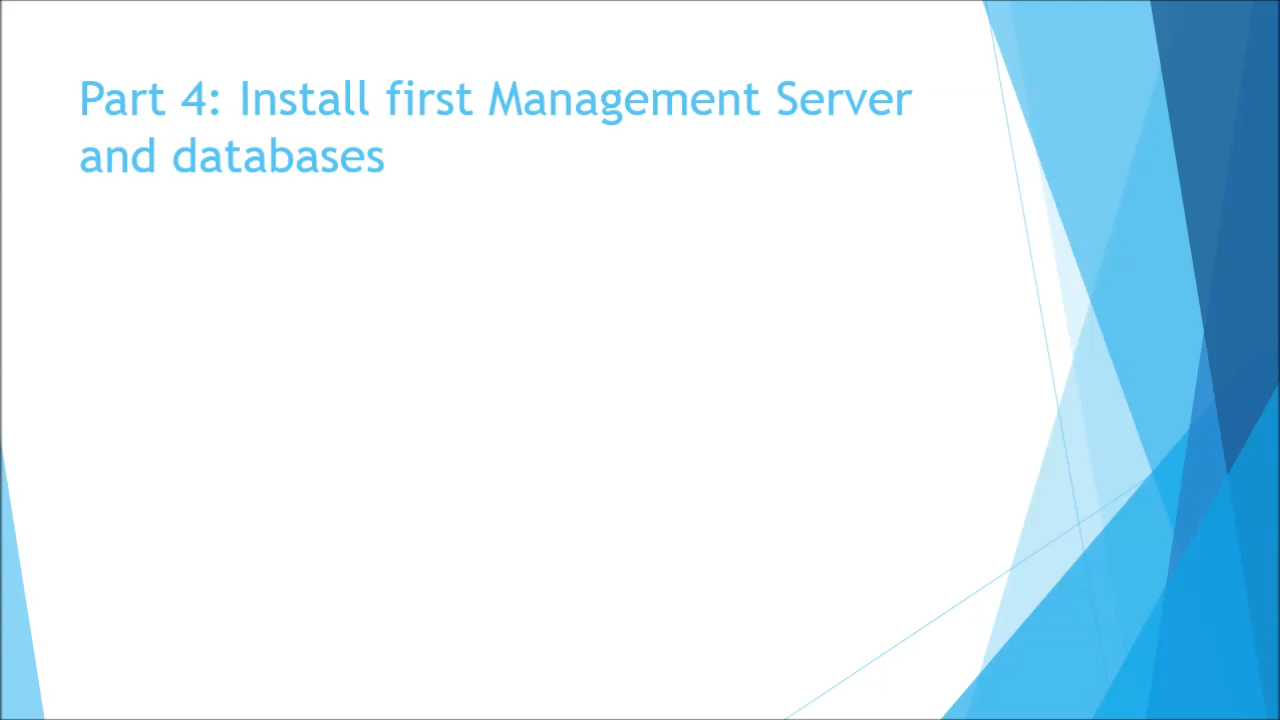 Part 4: Install first Management Server
and databases